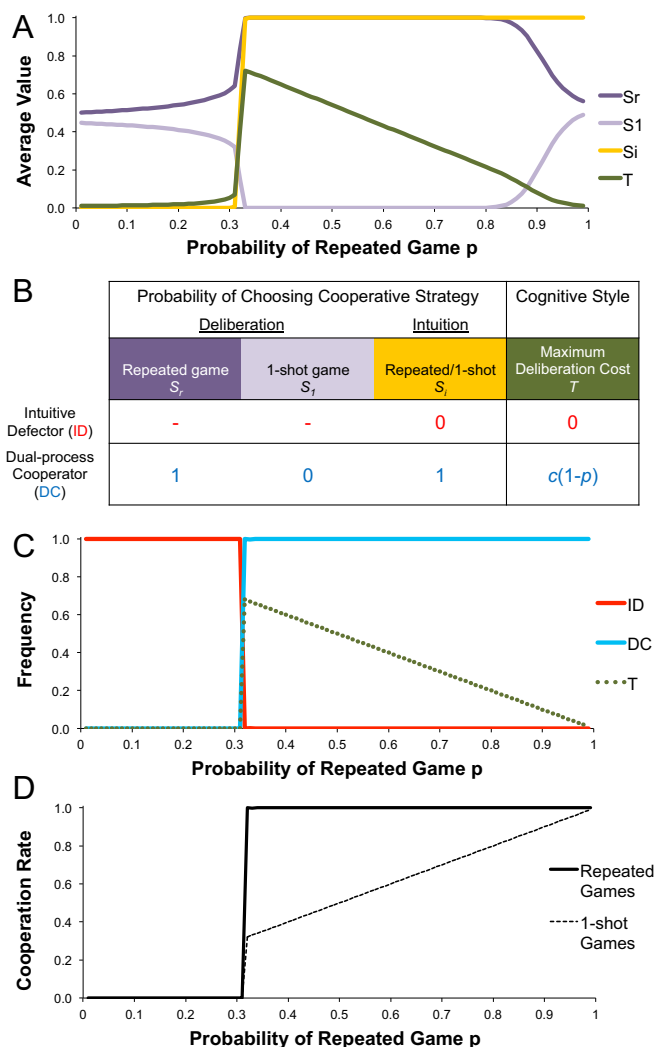 A
Average Value
1.0
0.8
0.6
0.4
0.2
0.0
0 0.1 0.2 0.3 0.4 0.5 0.6 0.7 0.8 0.9 1
Probability of Repeated Game p
Sr
S1
Si
T
B
Probability of Choosing Cooperative Strategy Cognitive Style
Deliberation Intuition
Repeated game 1-shot game Repeated/1-shot Maximum
Sr S1 Si Deliberation Cost
T
Intuitive
Defector (ID) - - 0 0
Dual-process
Cooperator 1 0 1 c(1-p)
(DC)
C
Frequency
1.0
0.8
0.6
0.4
0.2
0.0
0 0.1 0.2 0.3 0.4 0.5 0.6 0.7 0.8 0.9 1
Probability of Repeated Game p
ID
DC
T
D
Cooperation Rate
1.0
0.8
0.6
0.4
0.2
0.0
0 0.1 0.2 0.3 0.4 0.5 0.6 0.7 0.8 0.9 1
Probability of Repeated Game p
Repeated
Games
1-shot
Games